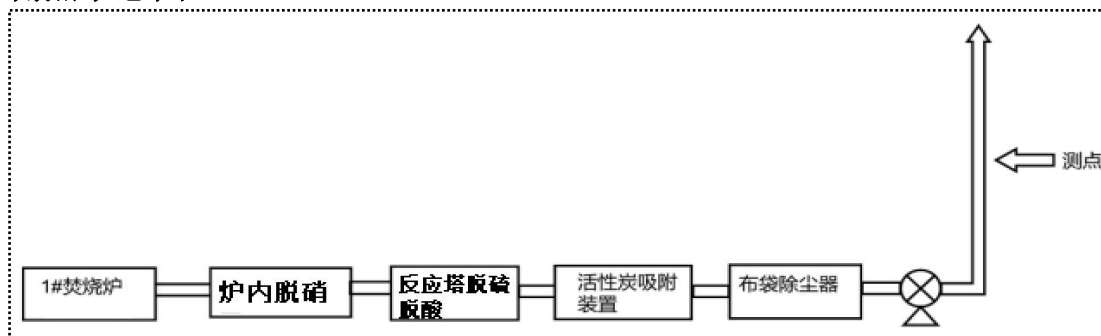 测点
1#焚烧炉
炉内脱硝
反应塔脱硫
脱酸
活性炭吸附
装置
布袋除尘器